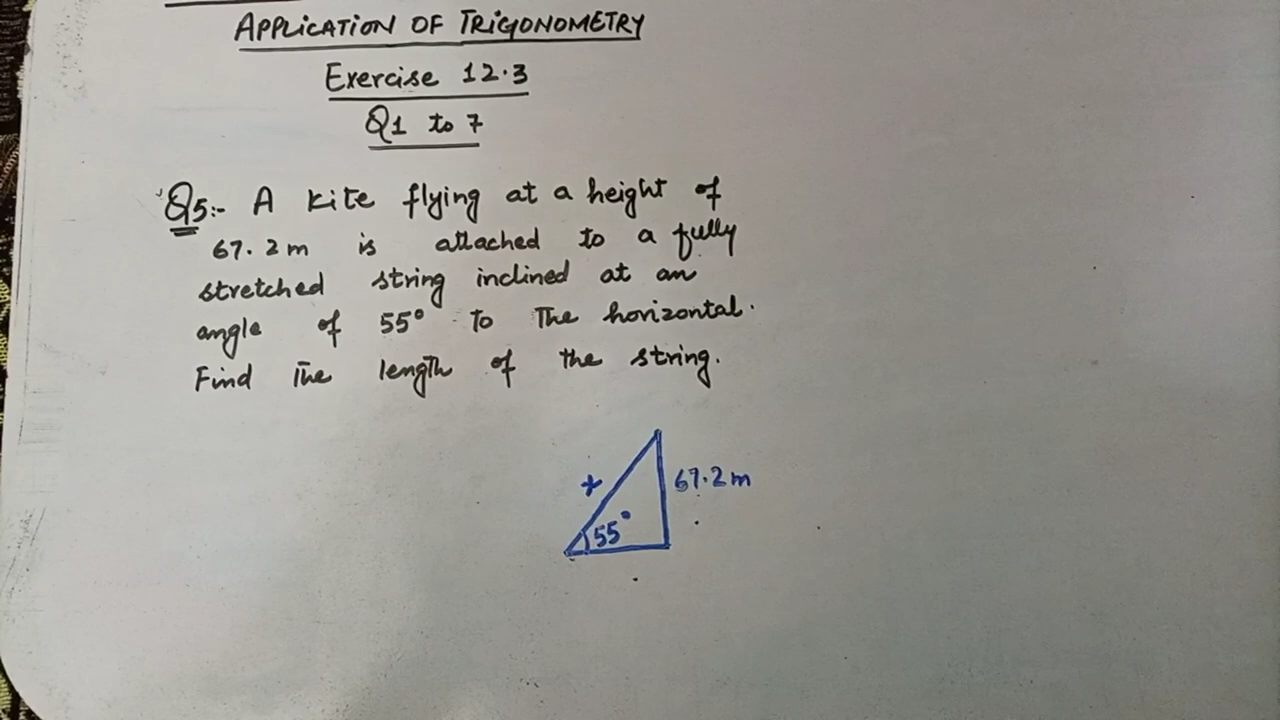 APPLICATION OF TRIGONOMETRY
Exercise 12.3
Q1 to 7
Q5:- A kite flying at a height of
67.2m is attached to a fully
stretched string inclined at an
angle of 55° to the horizontal.
Find the length of the string.
x
67.2m
55°